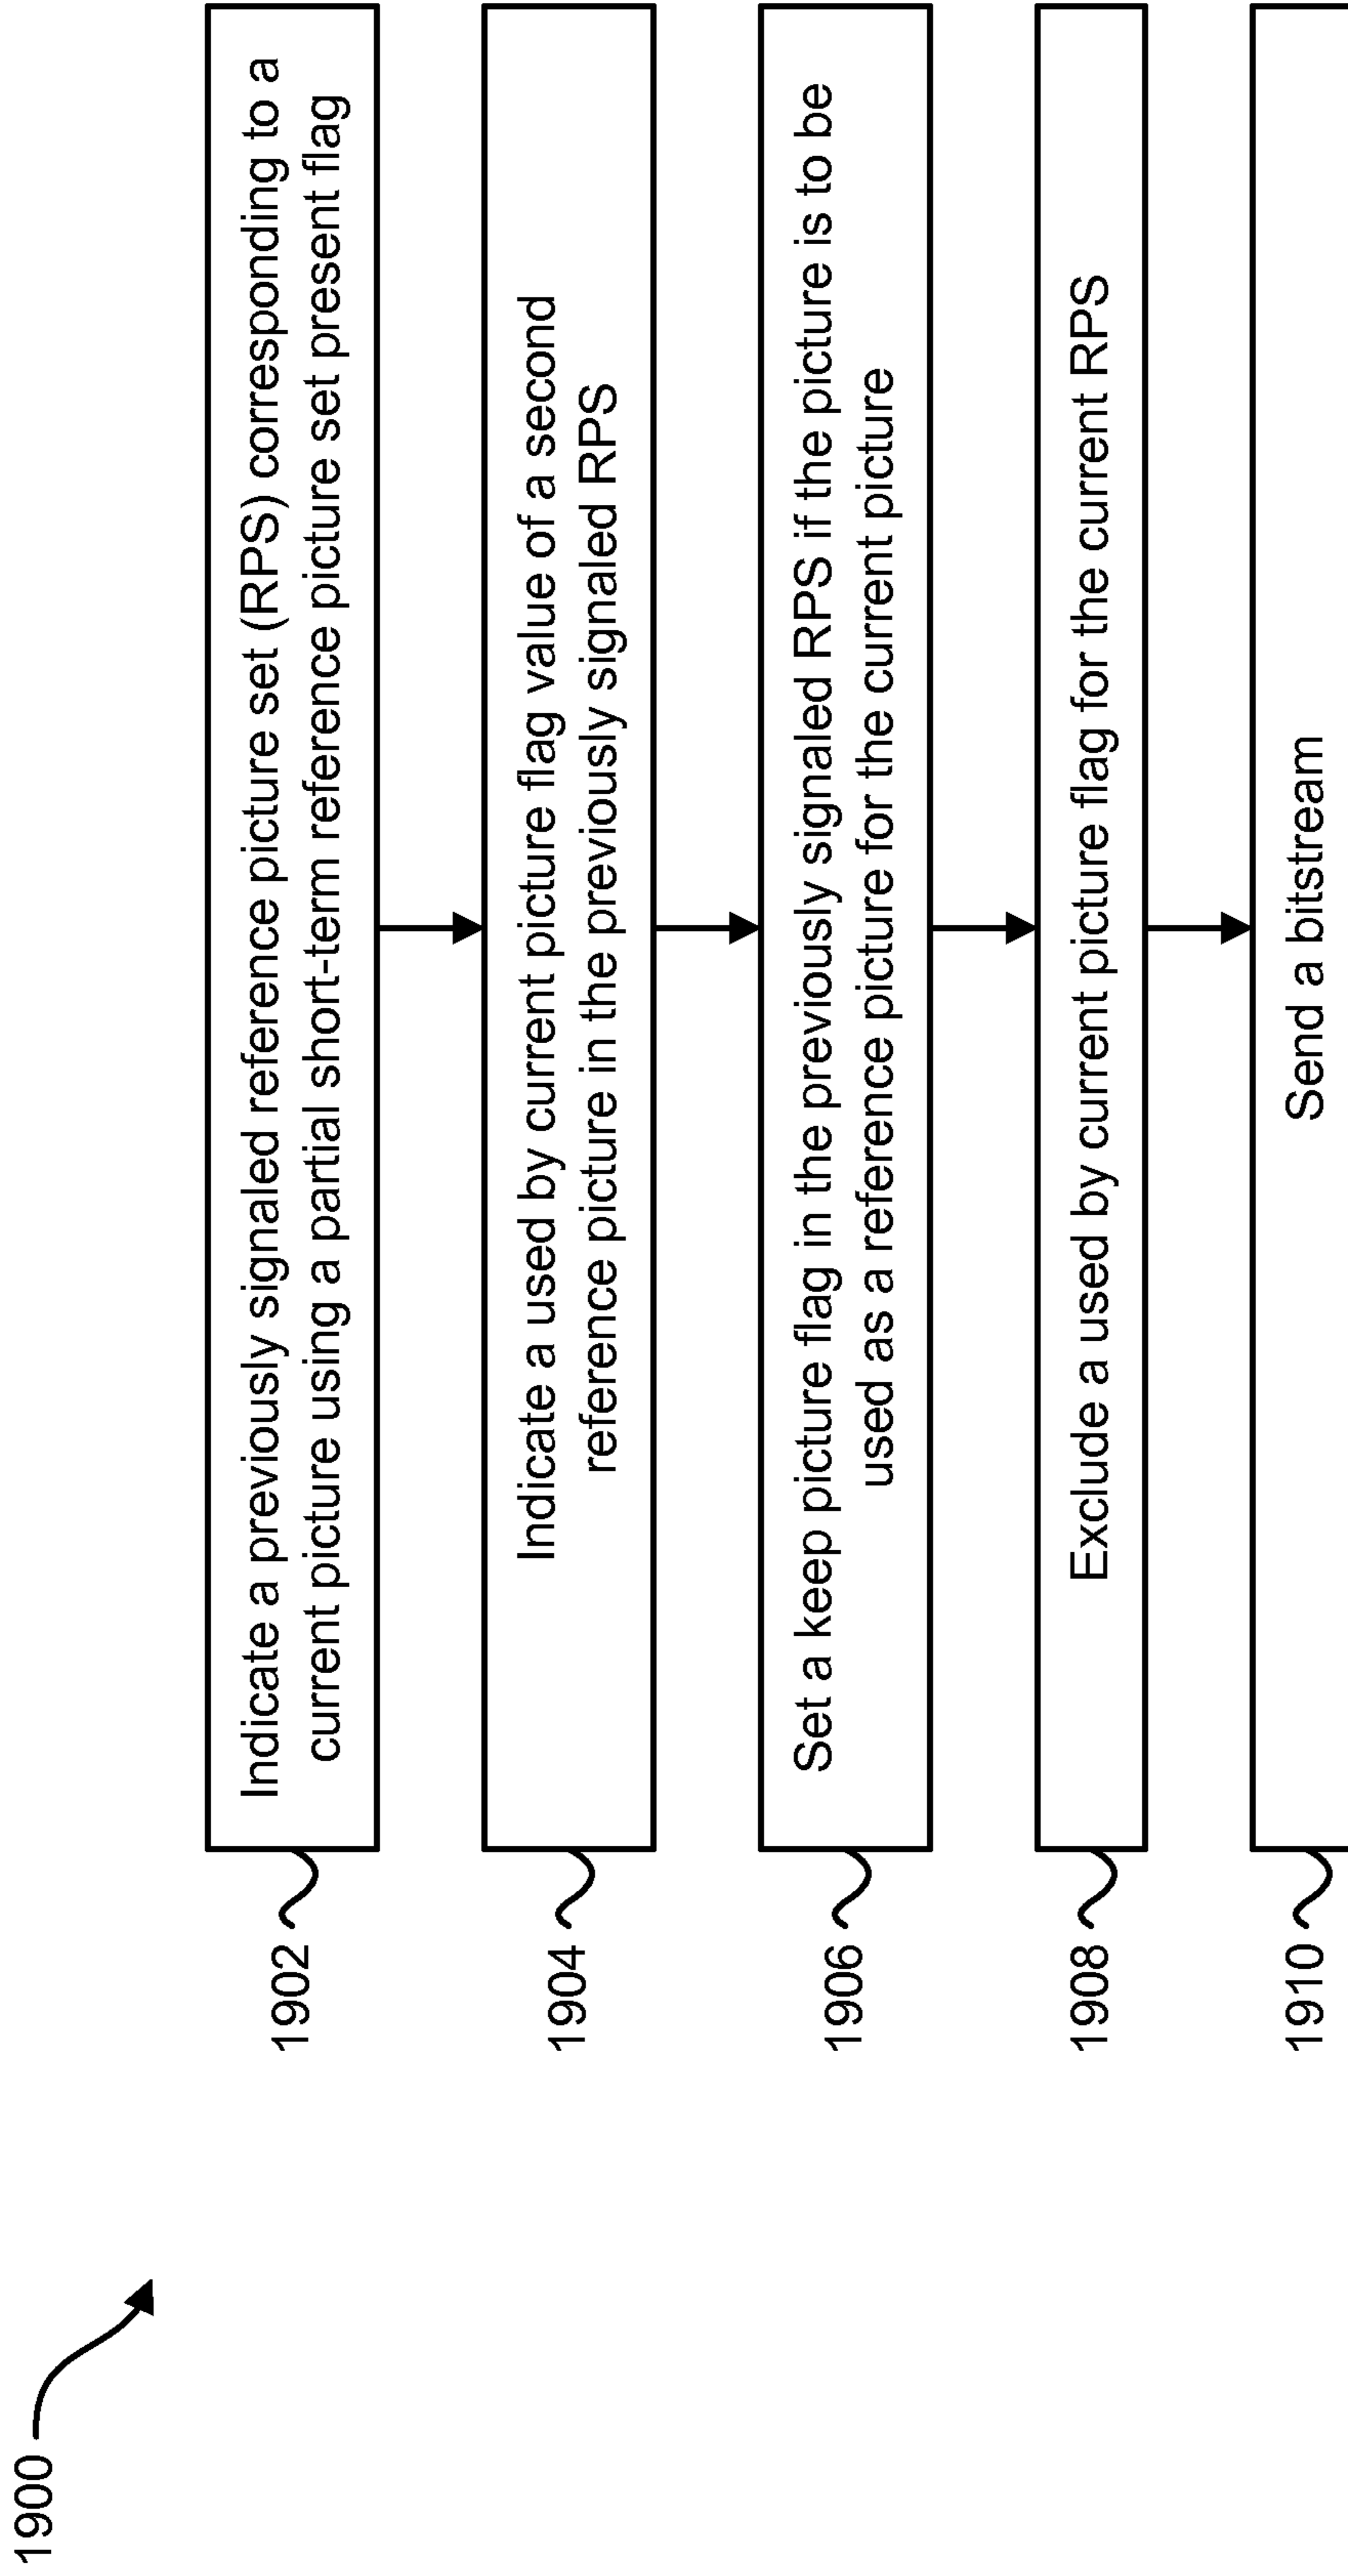 1900
1902
Indicate a previously signaled reference picture set (RPS) corresponding to a
current picture using a partial short-term reference picture set present flag
1904
Indicate a used by current picture flag value of a second
reference picture in the previously signaled RPS
1906
Set a keep picture flag in the previously signaled RPS if the picture is to be
used as a reference picture for the current picture
1908
Exclude a used by current picture flag for the current RPS
1910
Send a bitstream